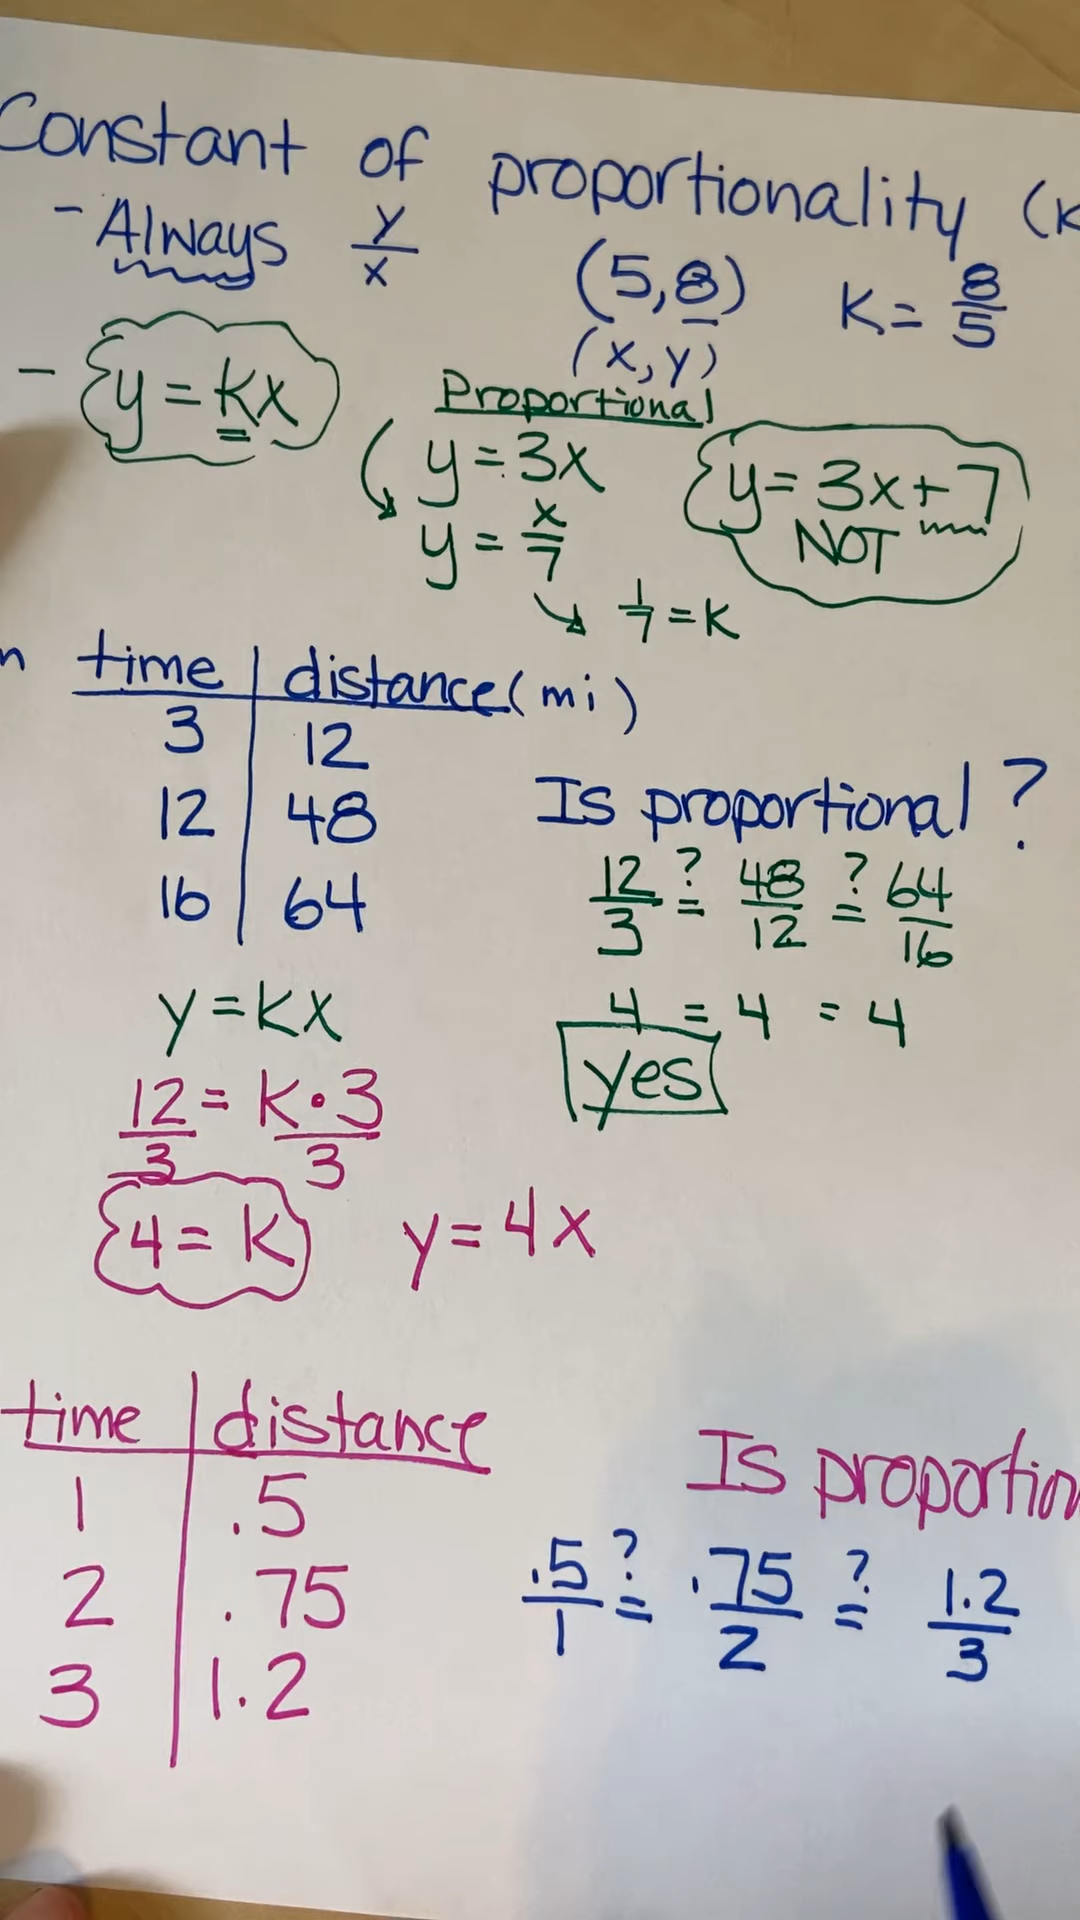 Constant of proportionality (K
- Always y/x (5,8) K = 8/5
(x,y)
- y = kx
Proportional
y = 3x
y = x/7
1/7 = K
y = 3x + 7
NOT
n time | distance (mi)
3 | 12
12 | 48
16 | 64
Is proportional ?
12/3 ?= 48/12 ?= 64/16
4 = 4 = 4
yes
y = Kx
12/3 = K·3/3
4 = K y = 4x
time | distance
1 | .5
2 | .75
3 | 1.2
Is proportion
.5/1 ?= .75/2 ?= 1.2/3